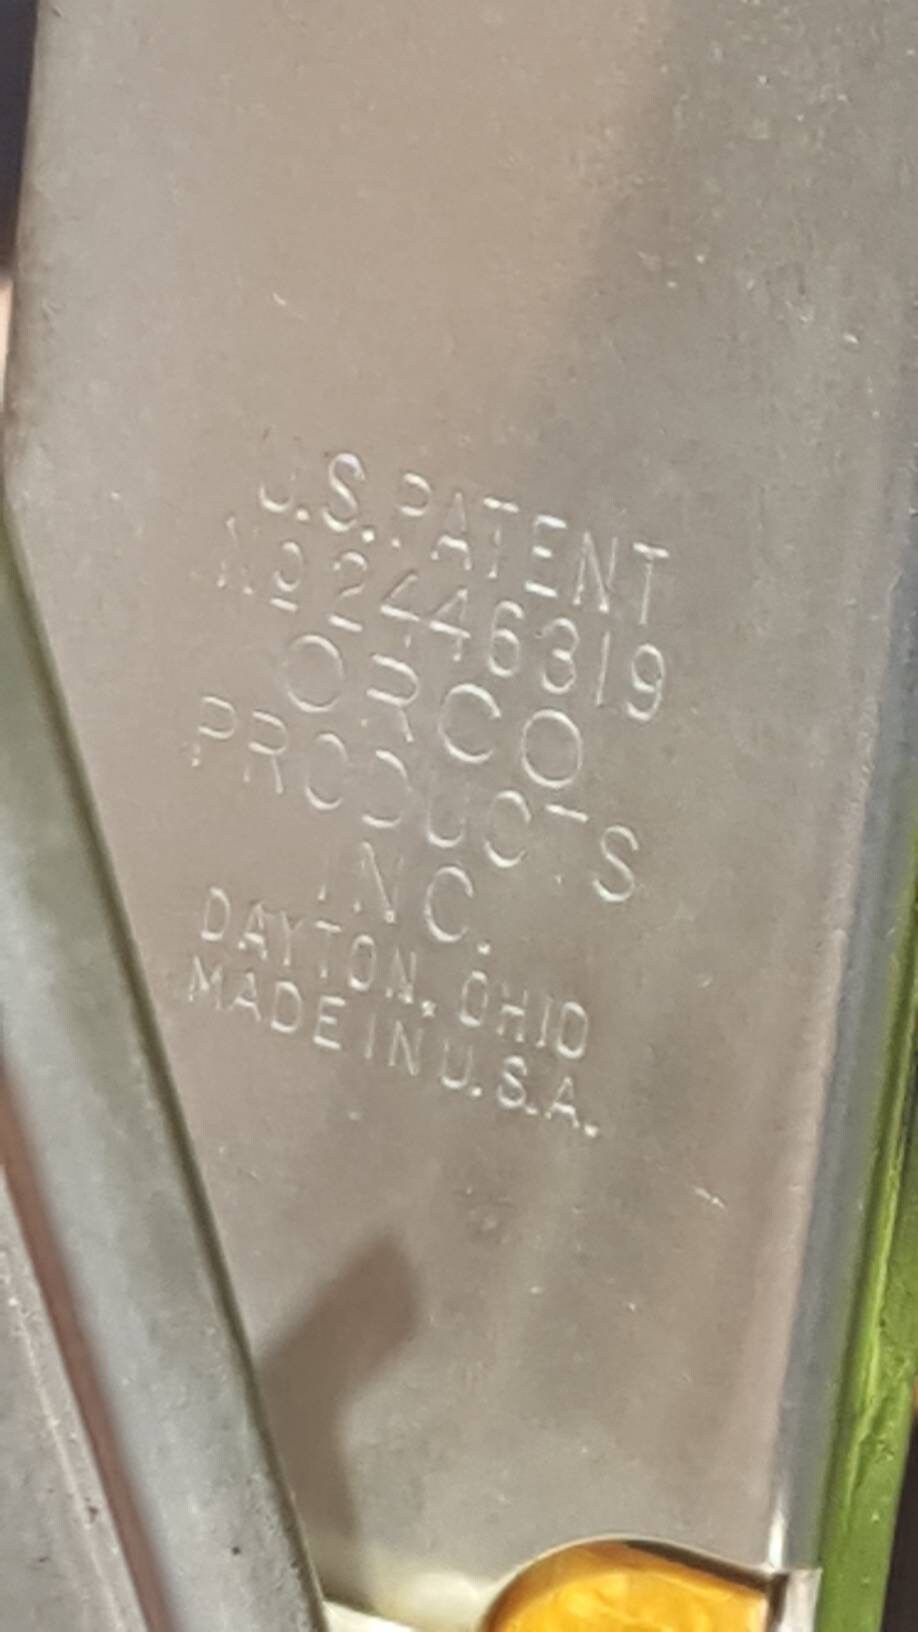 U.S. PATENT
Nº 2446319
ORCO
PRODUCTS
INC.
DAYTON, OHIO
MADE IN U.S.A.